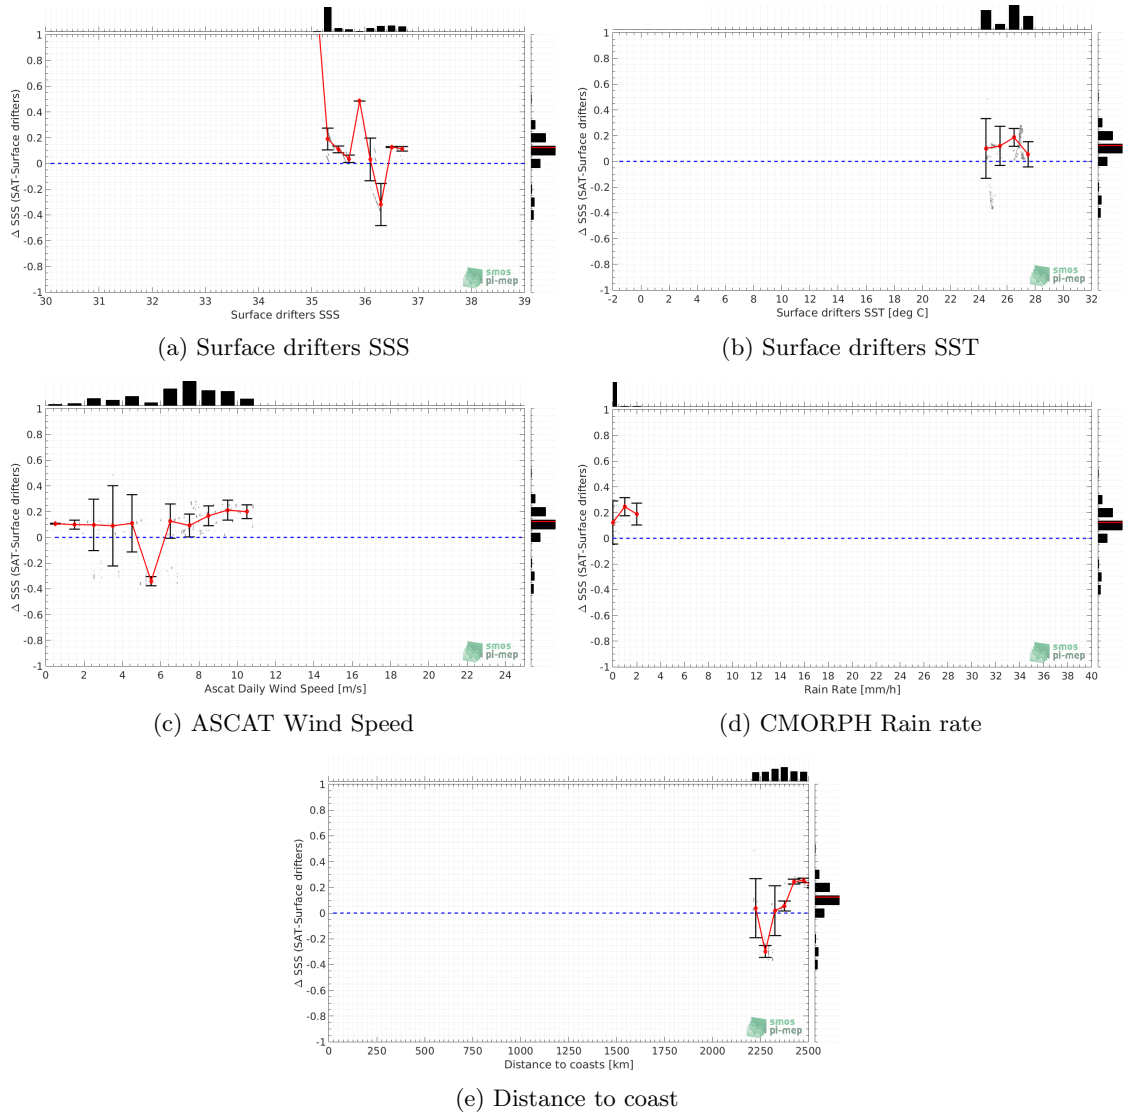 Δ SSS (SAT-Surface drifters)
1
0.8
0.6
0.4
0.2
0
-0.2
-0.4
-0.6
-0.8
-1
30 31 32 33 34 35 36 37 38 39
Surface drifters SSS
smos
pi-mep
(a) Surface drifters SSS
Δ SSS (SAT-Surface drifters)
1
0.8
0.6
0.4
0.2
0
-0.2
-0.4
-0.6
-0.8
-1
-2 0 2 4 6 8 10 12 14 16 18 20 22 24 26 28 30 32
Surface drifters SST [deg C]
smos
pi-mep
(b) Surface drifters SST
Δ SSS (SAT-Surface drifters)
1
0.8
0.6
0.4
0.2
0
-0.2
-0.4
-0.6
-0.8
-1
0 2 4 6 8 10 12 14 16 18 20 22 24
Ascat Daily Wind Speed [m/s]
smos
pi-mep
(c) ASCAT Wind Speed
Δ SSS (SAT-Surface drifters)
1
0.8
0.6
0.4
0.2
0
-0.2
-0.4
-0.6
-0.8
-1
0 2 4 6 8 10 12 14 16 18 20 22 24 26 28 30 32 34 36 38 40
Rain Rate [mm/h]
smos
pi-mep
(d) CMORPH Rain rate
Δ SSS (SAT-Surface drifters)
1
0.8
0.6
0.4
0.2
0
-0.2
-0.4
-0.6
-0.8
-1
0 250 500 750 1000 1250 1500 1750 2000 2250 2500
Distance to coasts [km]
smos
pi-mep
(e) Distance to coast